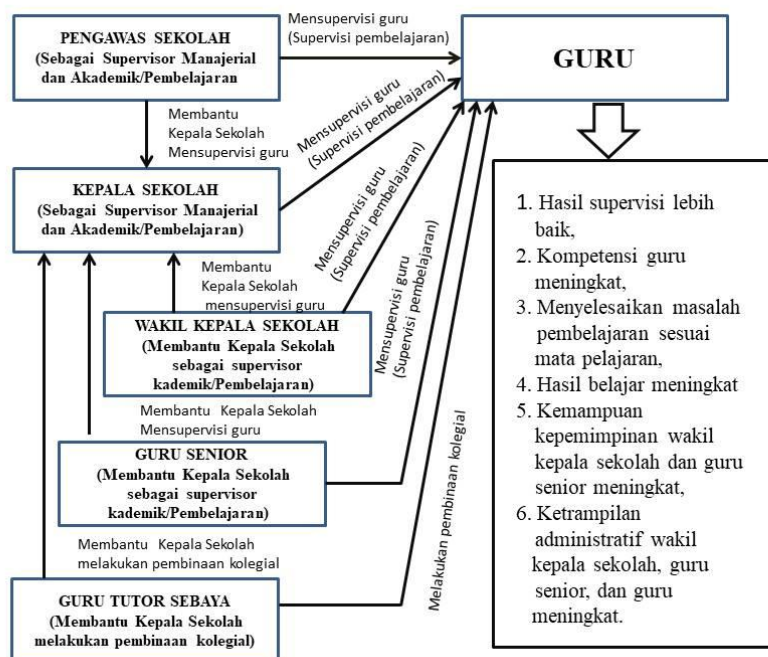 PENGAWAS SEKOLAH
(Sebagai Supervisor Manajerial
dan Akademik/Pembelajaran
Mensupervisi guru
(Supervisi pembelajaran)
GURU
Membantu
Kepala Sekolah
Mensupervisi guru
Mensupervisi guru
(Supervisi pembelajaran)
KEPALA SEKOLAH
(Sebagai Supervisor Manajerial
dan Akademik/Pembelajaran)
Membantu
Kepala Sekolah
mensupervisi guru
Mensupervisi guru
(Supervisi pembelajaran)
WAKIL KEPALA SEKOLAH
(Membantu Kepala Sekolah
sebagai supervisor
kademik/Pembelajaran)
Mensupervisi guru
(Supervisi pembelajaran)
Membantu Kepala Sekolah
Mensupervisi guru
GURU SENIOR
(Membantu Kepala Sekolah
sebagai supervisor
kademik/Pembelajaran)
Membantu Kepala Sekolah
melakukan pembinaan kolegial
Melakukan pembinaan kolegial
GURU TUTOR SEBAYA
(Membantu Kepala Sekolah
melakukan pembinaan kolegial)
1. Hasil supervisi lebih
baik,
2. Kompetensi guru
meningkat,
3. Menyelesaikan masalah
pembelajaran sesuai
mata pelajaran,
4. Hasil belajar meningkat
5. Kemampuan
kepemimpinan wakil
kepala sekolah dan guru
senior meningkat,
6. Ketrampilan
administratif wakil
kepala sekolah, guru
senior, dan guru
meningkat.